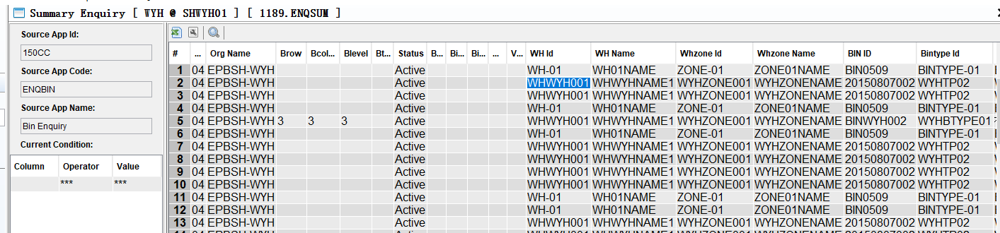 Summary Enquiry [ WYH @ SHWYH01 ] [ 1189.ENQSUM ]
Source App Id:
150CC
Source App Code:
ENQBIN
Source App Name:
Bin Enquiry
Current Condition:
Column Operator Value
*** ***
# ... Org Name Brow Bcol... Blevel Bt... Status B... Bi... Bi... ... V... WH Id WH Name Whzone Id Whzone Name BIN ID Bintype Id
1 04 EPBSH-WYH Active WH-01 WH01NAME ZONE-01 ZONE01NAME BIN0509 BINTYPE-01
2 04 EPBSH-WYH Active WHWYH001 WHWYHNAME1 WYHZONE001 WYHZONENAME 20150807002 WYHTP02
3 04 EPBSH-WYH Active WHWYH001 WHWYHNAME1 WYHZONE001 WYHZONENAME 20150807002 WYHTP02
4 04 EPBSH-WYH Active WH-01 WH01NAME ZONE-01 ZONE01NAME BIN0509 BINTYPE-01
5 04 EPBSH-WYH 3 3 3 Active WHWYH001 WHWYHNAME1 WYHZONE001 WYHZONENAME BINWYH002 WYHBTYPE01
6 04 EPBSH-WYH Active WH-01 WH01NAME ZONE-01 ZONE01NAME BIN0509 BINTYPE-01
7 04 EPBSH-WYH Active WHWYH001 WHWYHNAME1 WYHZONE001 WYHZONENAME 20150807002 WYHTP02
8 04 EPBSH-WYH Active WHWYH001 WHWYHNAME1 WYHZONE001 WYHZONENAME 20150807002 WYHTP02
9 04 EPBSH-WYH Active WHWYH001 WHWYHNAME1 WYHZONE001 WYHZONENAME 20150807002 WYHTP02
10 04 EPBSH-WYH Active WHWYH001 WHWYHNAME1 WYHZONE001 WYHZONENAME 20150807002 WYHTP02
11 04 EPBSH-WYH Active WH-01 WH01NAME ZONE-01 ZONE01NAME BIN0509 BINTYPE-01
12 04 EPBSH-WYH Active WH-01 WH01NAME ZONE-01 ZONE01NAME BIN0509 BINTYPE-01
13 04 EPBSH-WYH Active WHWYH001 WHWYHNAME1 WYHZONE001 WYHZONENAME 20150807002 WYHTP02